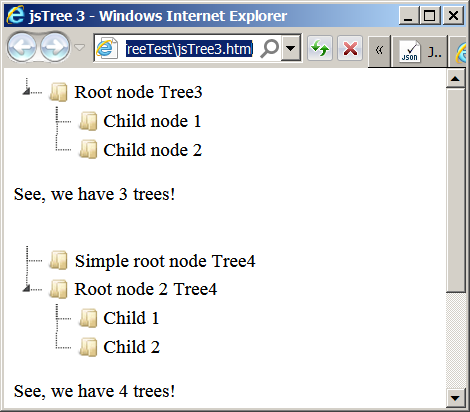 jsTree 3 - Windows Internet Explorer
reeTest\jsTree3.html
JSON
J..
Root node Tree3
Child node 1
Child node 2
See, we have 3 trees!
Simple root node Tree4
Root node 2 Tree4
Child 1
Child 2
See, we have 4 trees!